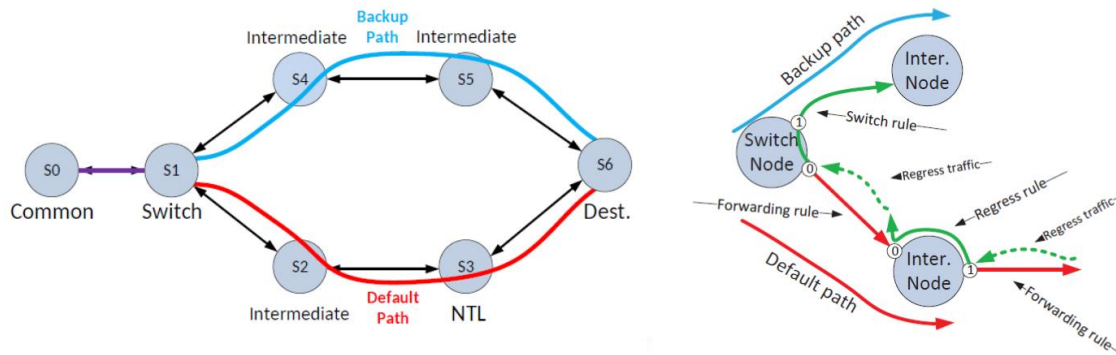 Backup
Path
Intermediate
Intermediate
S4
S5
S0
S1
S6
Common
Switch
Dest.
S2
S3
Intermediate
Default
Path
NTL
Backup path
Inter.
Node
1
Switch rule
Switch
Node
0
Regress traffic
Forwarding rule
Regress rule
Regress traffic
0
Inter.
Node
1
Default path
Forwarding rule